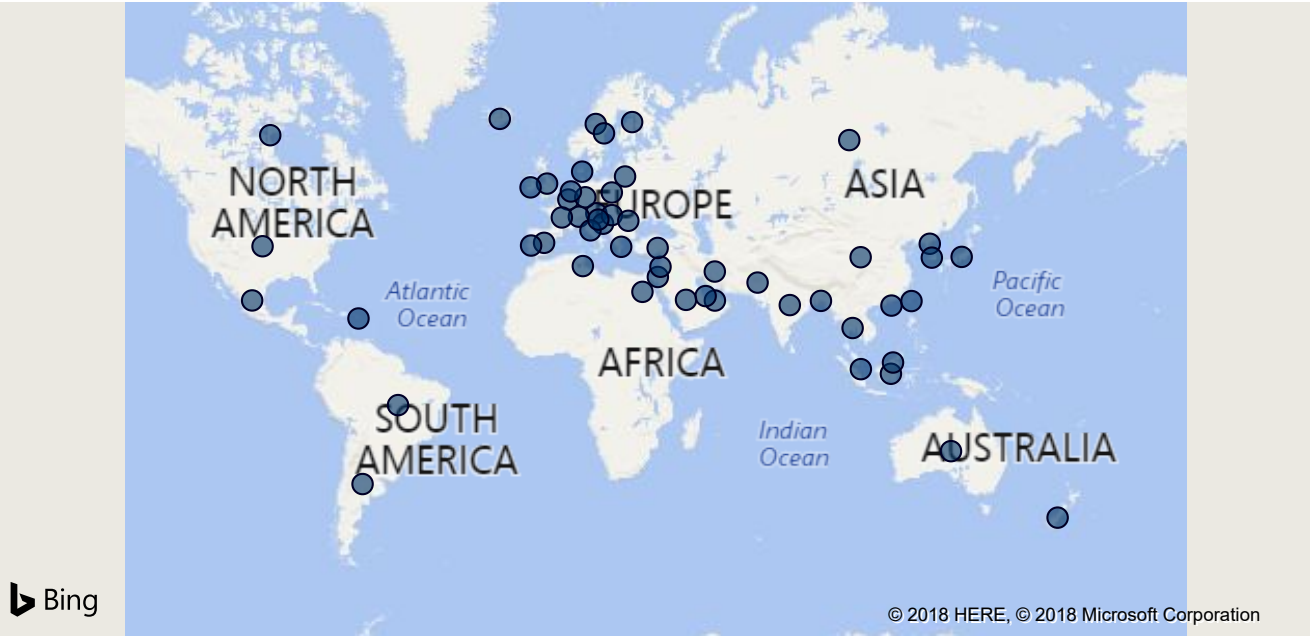 NORTH
AMERICA
EUROPE
ASIA
Atlantic
Ocean
Pacific
Ocean
AFRICA
SOUTH
AMERICA
Indian
Ocean
AUSTRALIA
Bing
© 2018 HERE, © 2018 Microsoft Corporation